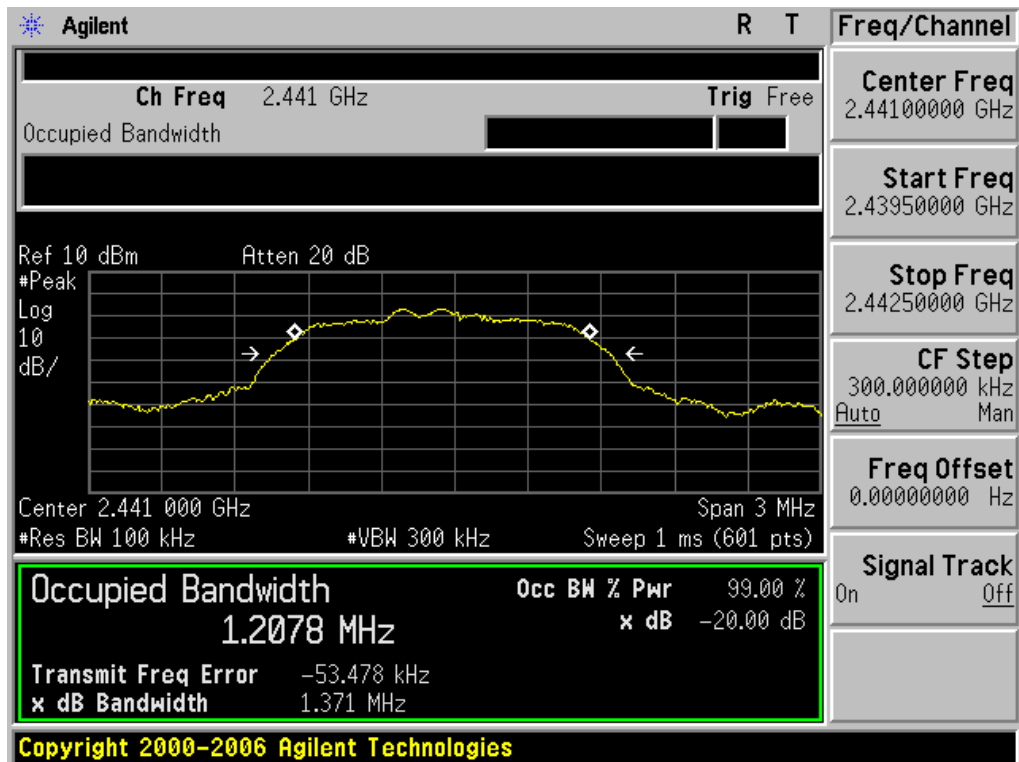 Agilent R T Freq/Channel
Ch Freq 2.441 GHz Trig Free
Occupied Bandwidth
Center Freq
2.44100000 GHz
Start Freq
2.43950000 GHz
Stop Freq
2.44250000 GHz
CF Step
300.000000 kHz
Auto Man
Freq Offset
0.00000000 Hz
Signal Track
On Off
Ref 10 dBm Atten 20 dB
#Peak
Log
10
dB/
Center 2.441 000 GHz Span 3 MHz
#Res BW 100 kHz #VBW 300 kHz Sweep 1 ms (601 pts)
Occupied Bandwidth Occ BW % Pwr 99.00 %
1.2078 MHz x dB -20.00 dB
Transmit Freq Error -53.478 kHz
x dB Bandwidth 1.371 MHz
Copyright 2000-2006 Agilent Technologies